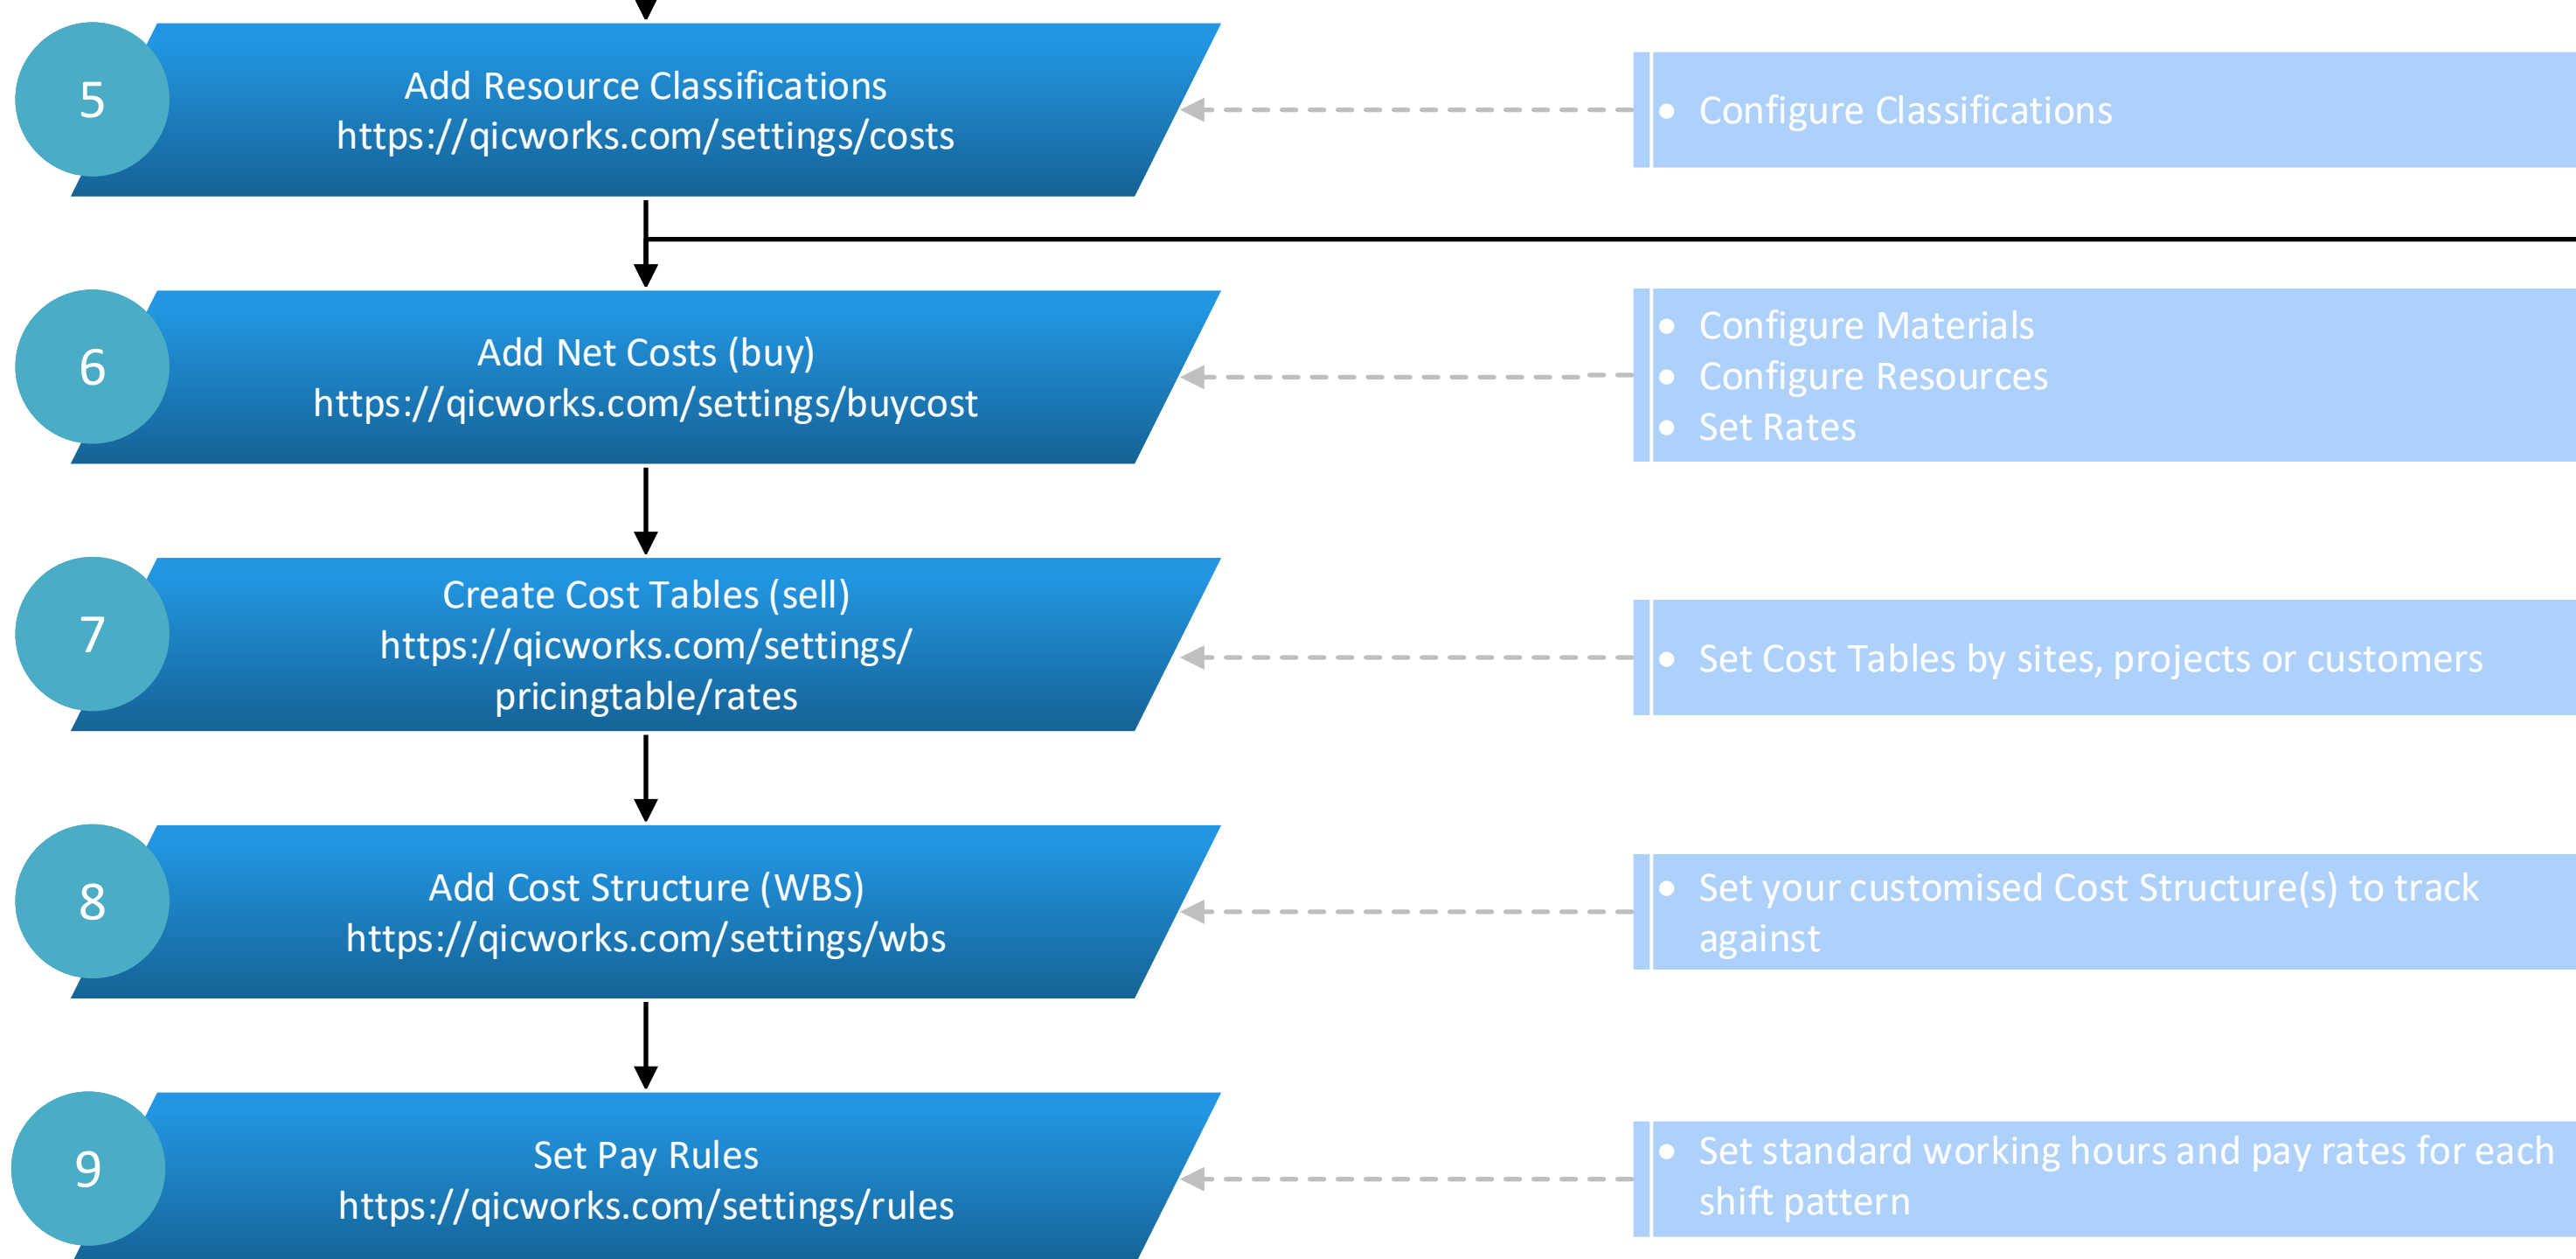 5
Add Resource Classifications
https://qicworks.com/settings/costs
● Configure Classifications
6
Add Net Costs (buy)
https://qicworks.com/settings/buycost
● Configure Materials
● Configure Resources
● Set Rates
7
Create Cost Tables (sell)
https://qicworks.com/settings/
pricingtable/rates
● Set Cost Tables by sites, projects or customers
8
Add Cost Structure (WBS)
https://qicworks.com/settings/wbs
● Set your customised Cost Structure(s) to track
against
9
Set Pay Rules
https://qicworks.com/settings/rules
● Set standard working hours and pay rates for each
shift pattern